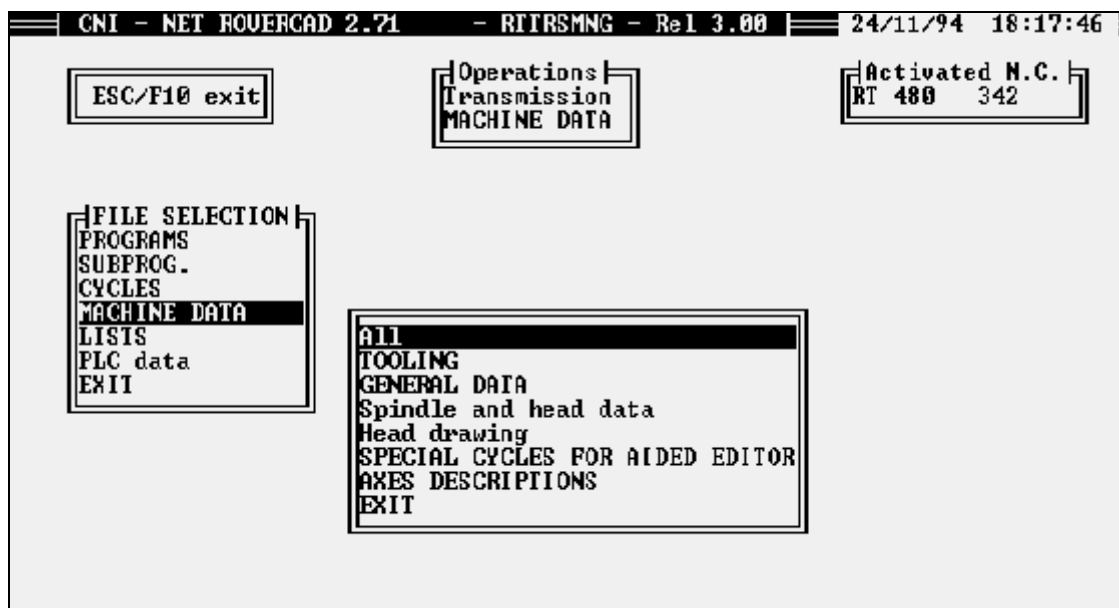 CNI - NET ROVERCAD 2.71 - RTTRSMNG - Rel 3.00 24/11/94 18:17:46
ESC/F10 exit
Operations
Transmission
MACHINE DATA
Activated N.C.
RT 480 342
FILE SELECTION
PROGRAMS
SUBPROG.
CYCLES
MACHINE DATA
LISTS
PLC data
EXIT
All
TOOLING
GENERAL DATA
Spindle and head data
Head drawing
SPECIAL CYCLES FOR AIDED EDITOR
AXES DESCRIPTIONS
EXIT